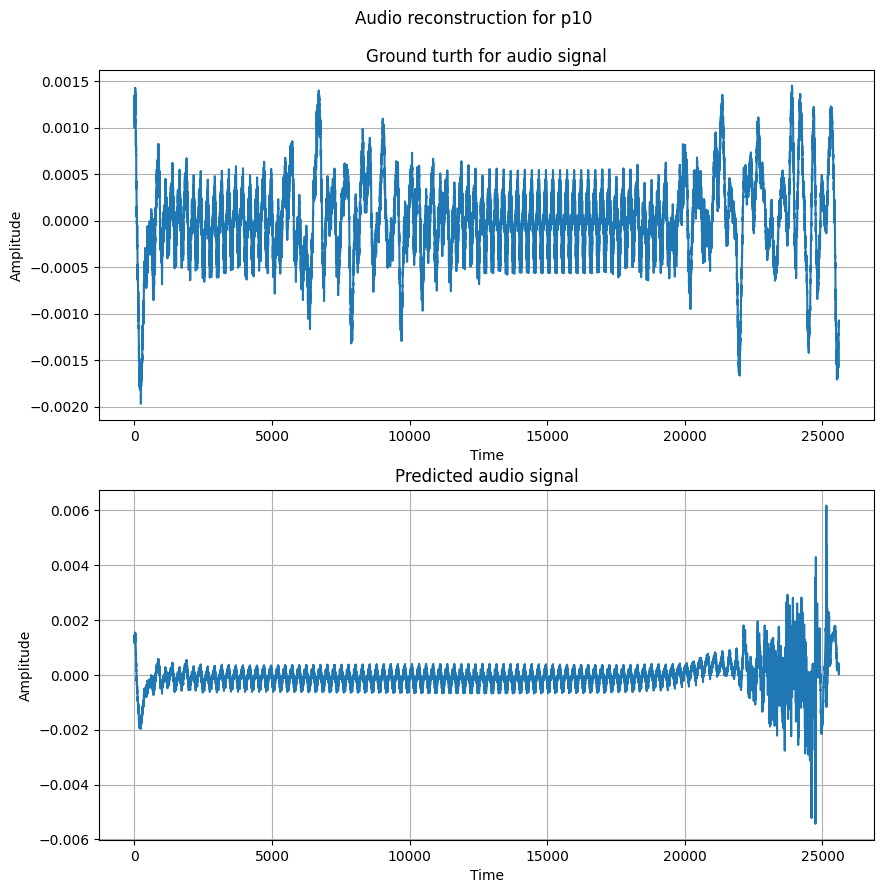 Audio reconstruction for p10
Ground turth for audio signal
0.0015
0.0010
0.0005
0.0000
−0.0005
−0.0010
−0.0015
−0.0020
Amplitude
0 5000 10000 15000 20000 25000
Time
Predicted audio signal
0.006
0.004
0.002
0.000
−0.002
−0.004
−0.006
Amplitude
0 5000 10000 15000 20000 25000
Time